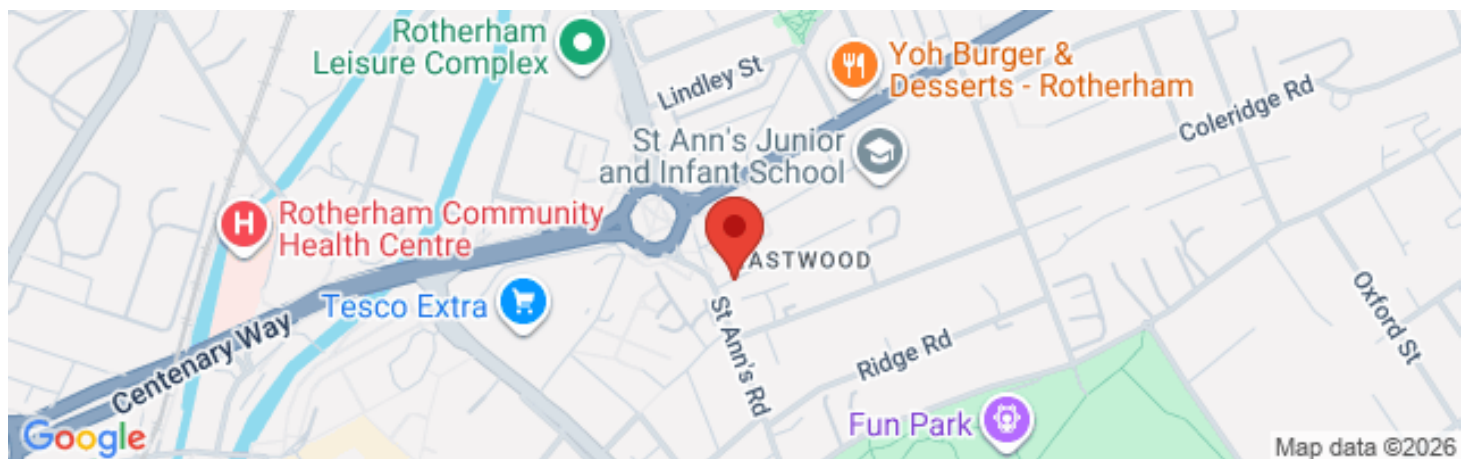 Rotherham
Leisure Complex
Lindley St
Yoh Burger &
Desserts - Rotherham
Coleridge Rd
St Ann's Junior
and Infant School
H
Rotherham Community
Health Centre
ASTWOOD
Tesco Extra
Centenary Way
St Ann's Rd
Ridge Rd
Oxford St
Fun Park
Google
Map data ©2026